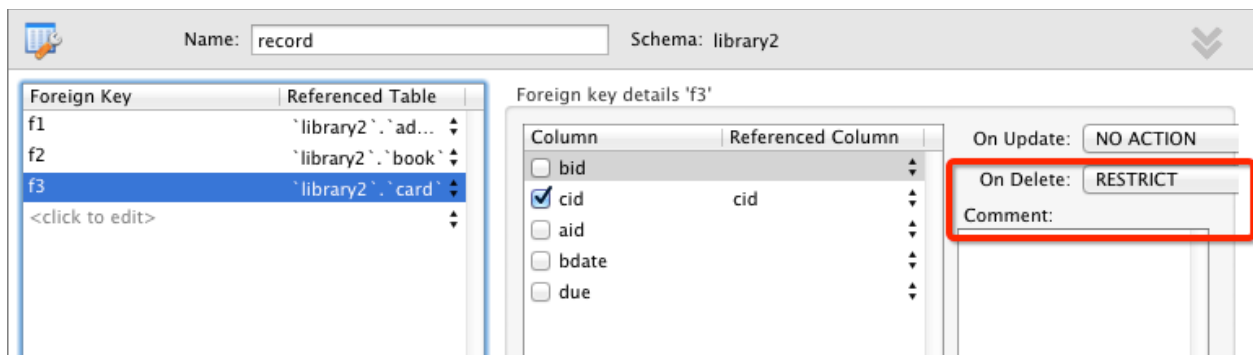 Name: record Schema: library2
Foreign Key Referenced Table
f1 `library2`.`ad...
f2 `library2`.`book`
f3 `library2`.`card`
<click to edit>
Foreign key details 'f3'
Column Referenced Column
bid
cid cid
aid
bdate
due
On Update: NO ACTION
On Delete: RESTRICT
Comment: